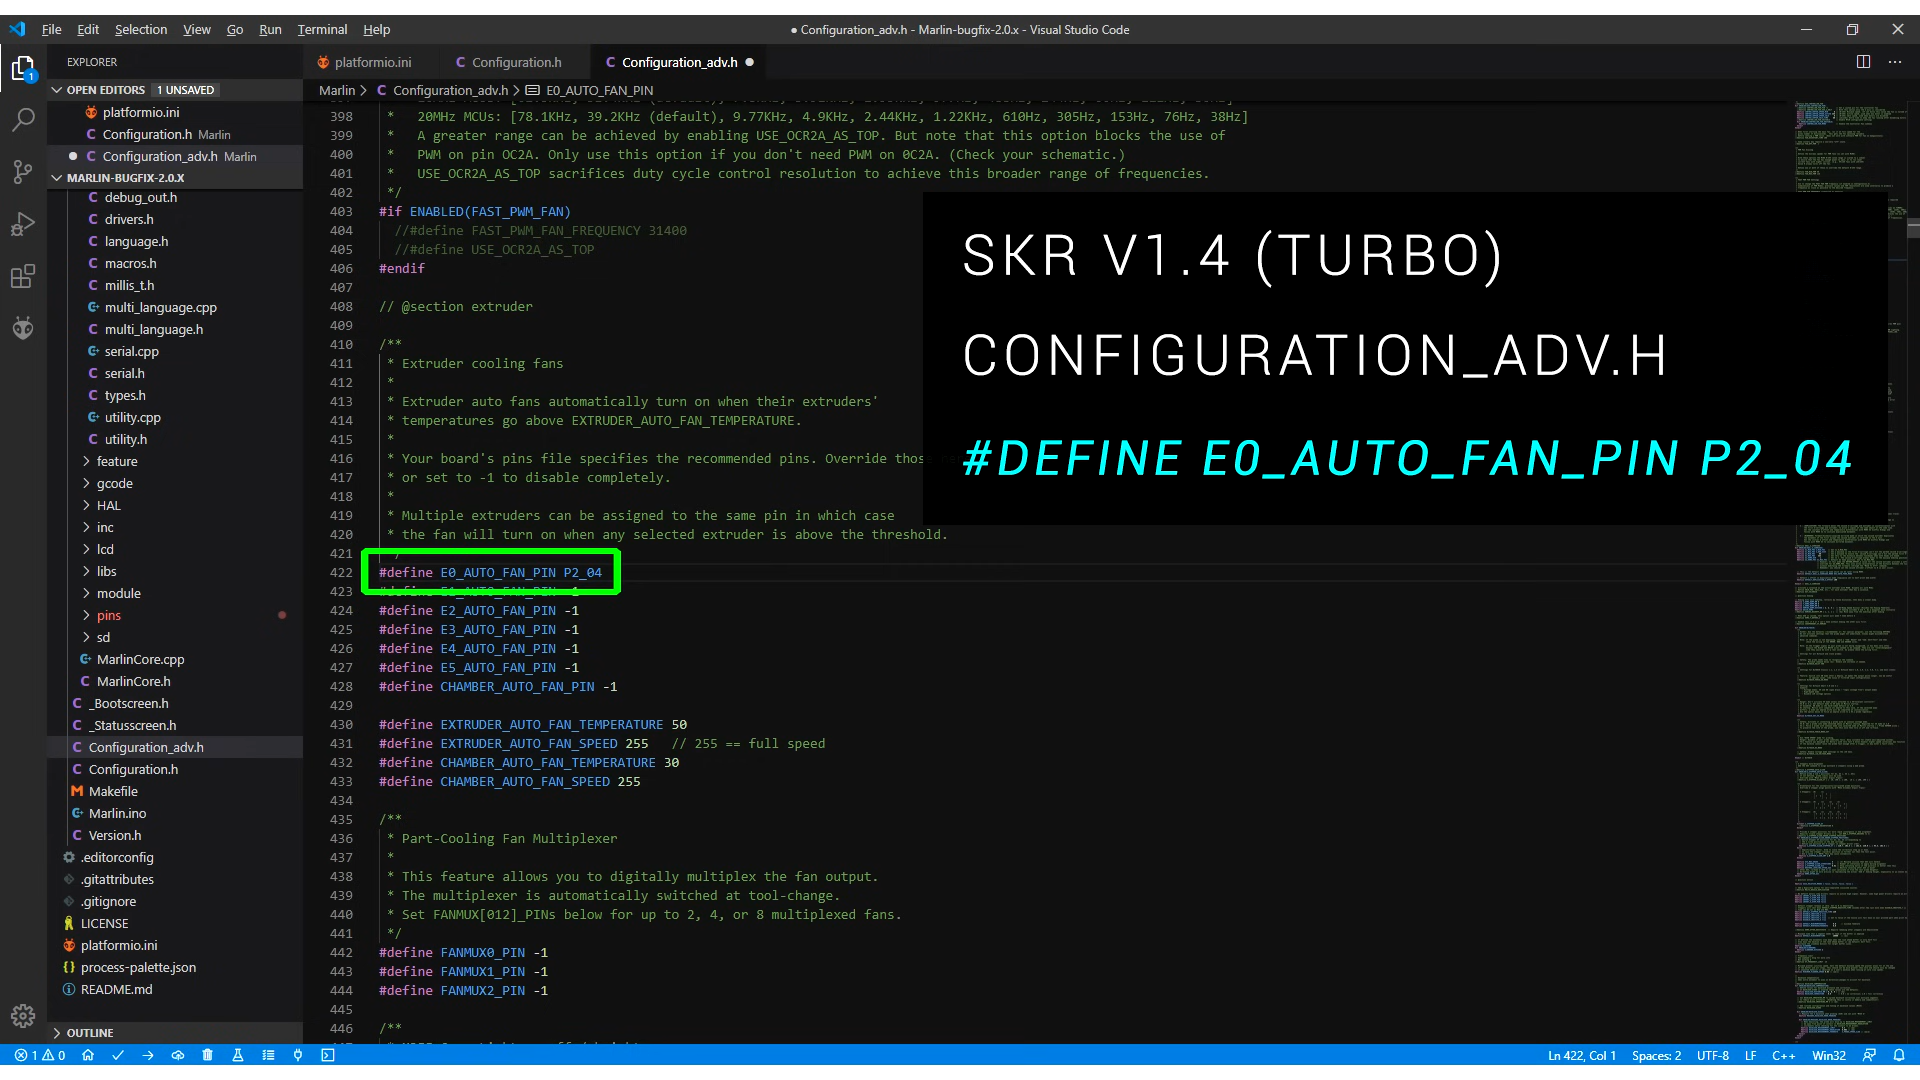 File Edit Selection View Go Run Terminal Help
● Configuration_adv.h - Marlin-bugfix-2.0.x - Visual Studio Code
EXPLORER
OPEN EDITORS 1 UNSAVED
platformio.ini
Configuration.h Marlin
Configuration_adv.h Marlin
MARLIN-BUGFIX-2.0.X
debug_out.h
drivers.h
language.h
macros.h
millis_t.h
multi_language.cpp
multi_language.h
serial.cpp
serial.h
types.h
utility.cpp
utility.h
feature
gcode
HAL
inc
lcd
libs
module
pins
sd
MarlinCore.cpp
MarlinCore.h
_Bootscreen.h
_Statusscreen.h
Configuration_adv.h
Configuration.h
Makefile
Marlin.ino
Version.h
.editorconfig
.gitattributes
.gitignore
LICENSE
platformio.ini
process-palette.json
README.md
OUTLINE
platformio.ini Configuration.h Configuration_adv.h
Marlin > Configuration_adv.h > E0_AUTO_FAN_PIN
398 * 20MHz MCUs: [78.1KHz, 39.2KHz (default), 9.77KHz, 4.9KHz, 2.44KHz, 1.22KHz, 610Hz, 305Hz, 153Hz, 76Hz, 38Hz]
399 * A greater range can be achieved by enabling USE_OCR2A_AS_TOP. But note that this option blocks the use of
400 * PWM on pin OC2A. Only use this option if you don't need PWM on 0C2A. (Check your schematic.)
401 * USE_OCR2A_AS_TOP sacrifices duty cycle control resolution to achieve this broader range of frequencies.
402 */
403 #if ENABLED(FAST_PWM_FAN)
404 //#define FAST_PWM_FAN_FREQUENCY 31400
405 //#define USE_OCR2A_AS_TOP
406 #endif
407
408 // @section extruder
409
410 /**
411 * Extruder cooling fans
412 *
413 * Extruder auto fans automatically turn on when their extruders'
414 * temperatures go above EXTRUDER_AUTO_FAN_TEMPERATURE.
415 *
416 * Your board's pins file specifies the recommended pins. Override those
417 * or set to -1 to disable completely.
418 *
419 * Multiple extruders can be assigned to the same pin in which case
420 * the fan will turn on when any selected extruder is above the threshold.
421
422 #define E0_AUTO_FAN_PIN P2_04
423 #define E1_AUTO_FAN_PIN -1
424 #define E2_AUTO_FAN_PIN -1
425 #define E3_AUTO_FAN_PIN -1
426 #define E4_AUTO_FAN_PIN -1
427 #define E5_AUTO_FAN_PIN -1
428 #define CHAMBER_AUTO_FAN_PIN -1
429
430 #define EXTRUDER_AUTO_FAN_TEMPERATURE 50
431 #define EXTRUDER_AUTO_FAN_SPEED 255 // 255 == full speed
432 #define CHAMBER_AUTO_FAN_TEMPERATURE 30
433 #define CHAMBER_AUTO_FAN_SPEED 255
434
435 /**
436 * Part-Cooling Fan Multiplexer
437 *
438 * This feature allows you to digitally multiplex the fan output.
439 * The multiplexer is automatically switched at tool-change.
440 * Set FANMUX[012]_PINs below for up to 2, 4, or 8 multiplexed fans.
441 */
442 #define FANMUX0_PIN -1
443 #define FANMUX1_PIN -1
444 #define FANMUX2_PIN -1
445
446 /**
SKR V1.4 (TURBO)
CONFIGURATION_ADV.H
#DEFINE E0_AUTO_FAN_PIN P2_04
1 0
Ln 422, Col 1 Spaces: 2 UTF-8 LF C++ Win32